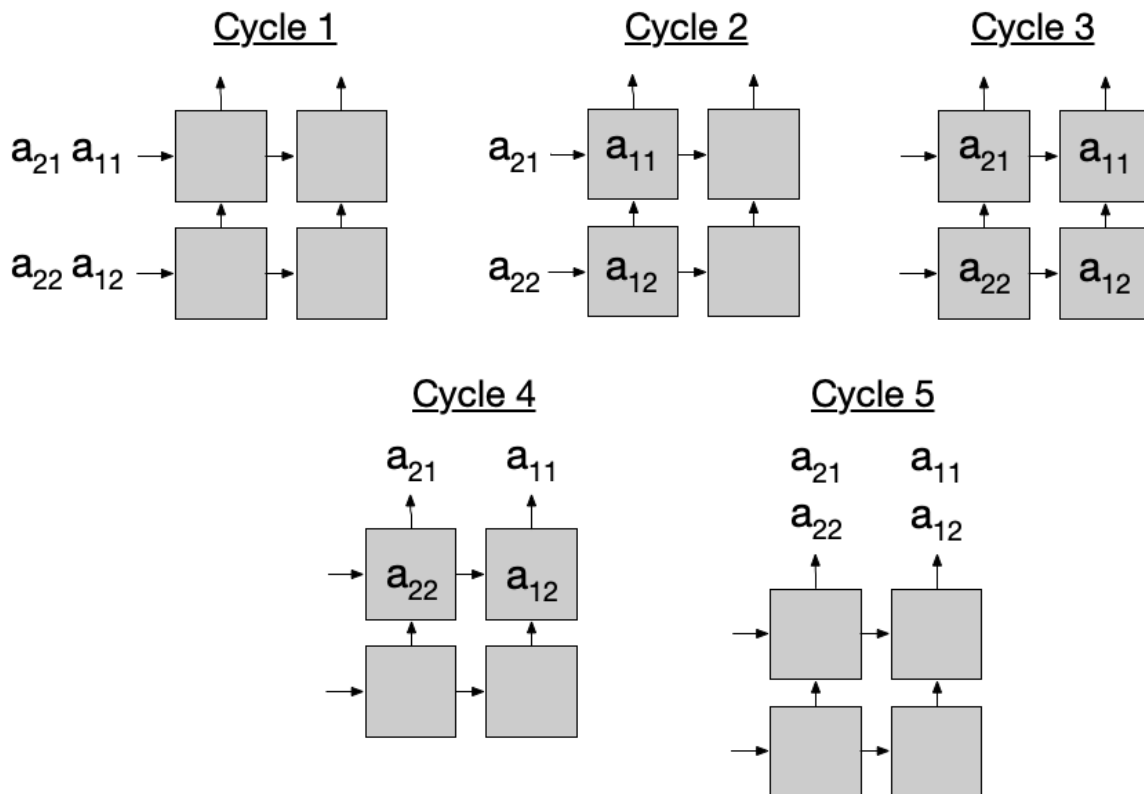 Cycle 1
a₂₁ a₁₁
a₂₂ a₁₂
Cycle 2
a₂₁ a₁₁
a₂₂ a₁₂
Cycle 3
a₂₁ a₁₁
a₂₂ a₁₂
Cycle 4
a₂₁ a₁₁
a₂₂ a₁₂
Cycle 5
a₂₁ a₁₁
a₂₂ a₁₂